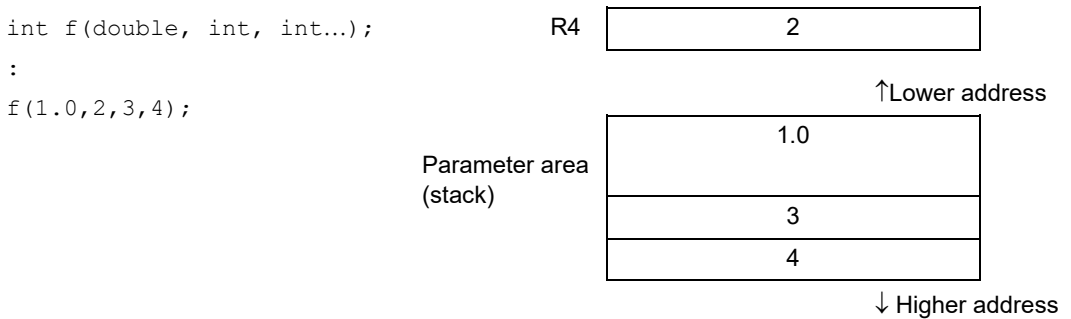 int f(double, int, int...);
:
f(1.0,2,3,4);
R4
2
↑Lower address
Parameter area
(stack)
1.0
3
4
↓ Higher address